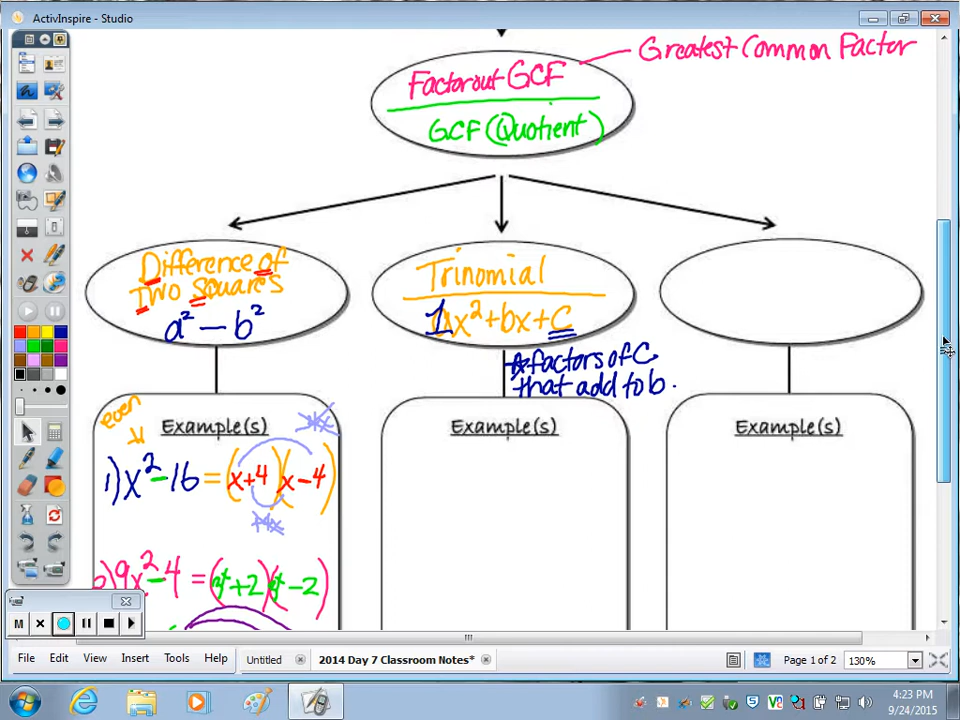 ActivInspire - Studio
Greatest Common Factor
Factor out GCF
GCF (Quotient)
Difference of
Two Squares
a² - b²
Trinomial
1x² + bx + C
factors of C
that add to b.
even
Example(s)
Example(s)
Example(s)
1) x² - 16 = (x+4)(x-4)
9x² - 4 = (3x+2)(3x-2)
M
File Edit View Insert Tools Help
Untitled
2014 Day 7 Classroom Notes*
Page 1 of 2
130%
4:23 PM
9/24/2015